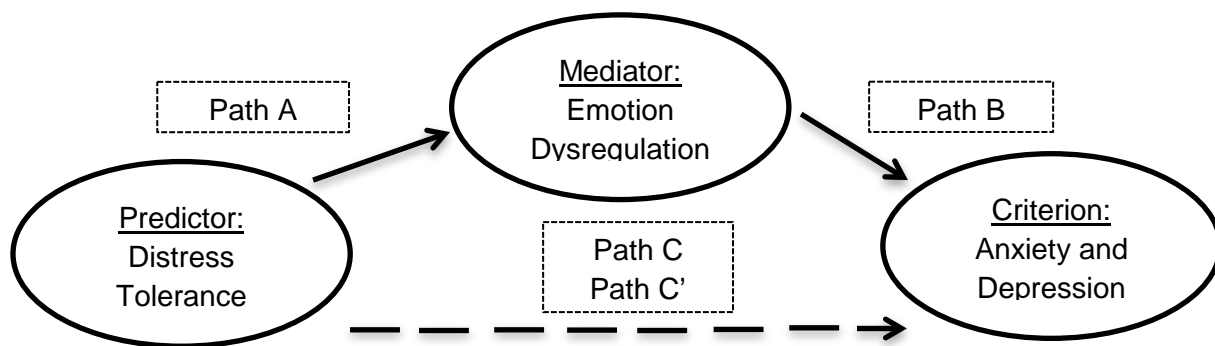 Mediator:
Emotion
Dysregulation
Path A
Path B
Predictor:
Distress
Tolerance
Path C
Path C’
Criterion:
Anxiety and
Depression